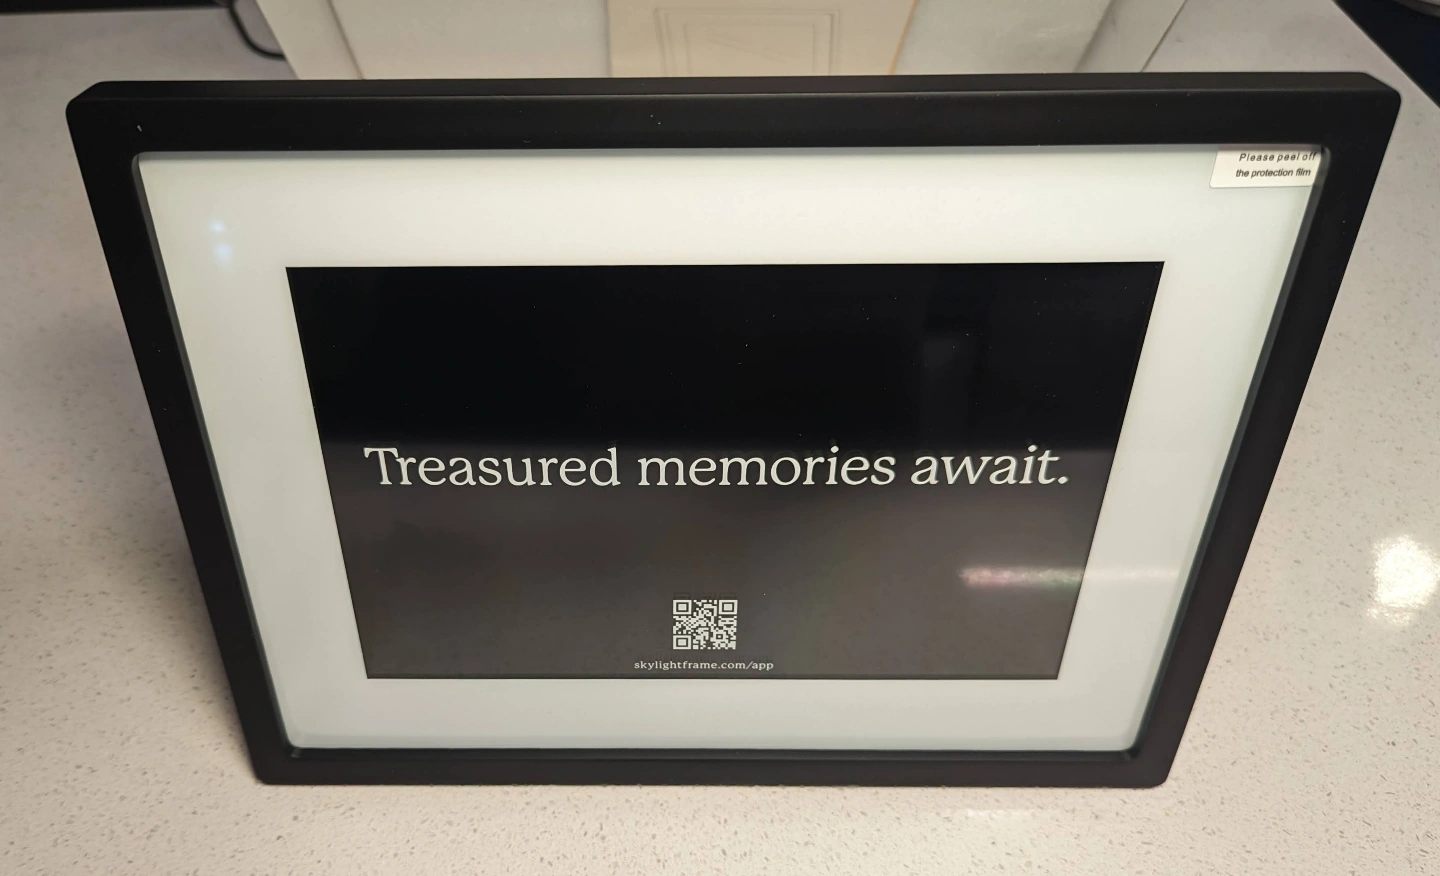 Please peel off
the protection film
Treasured memories await.
skylightframe.com/app